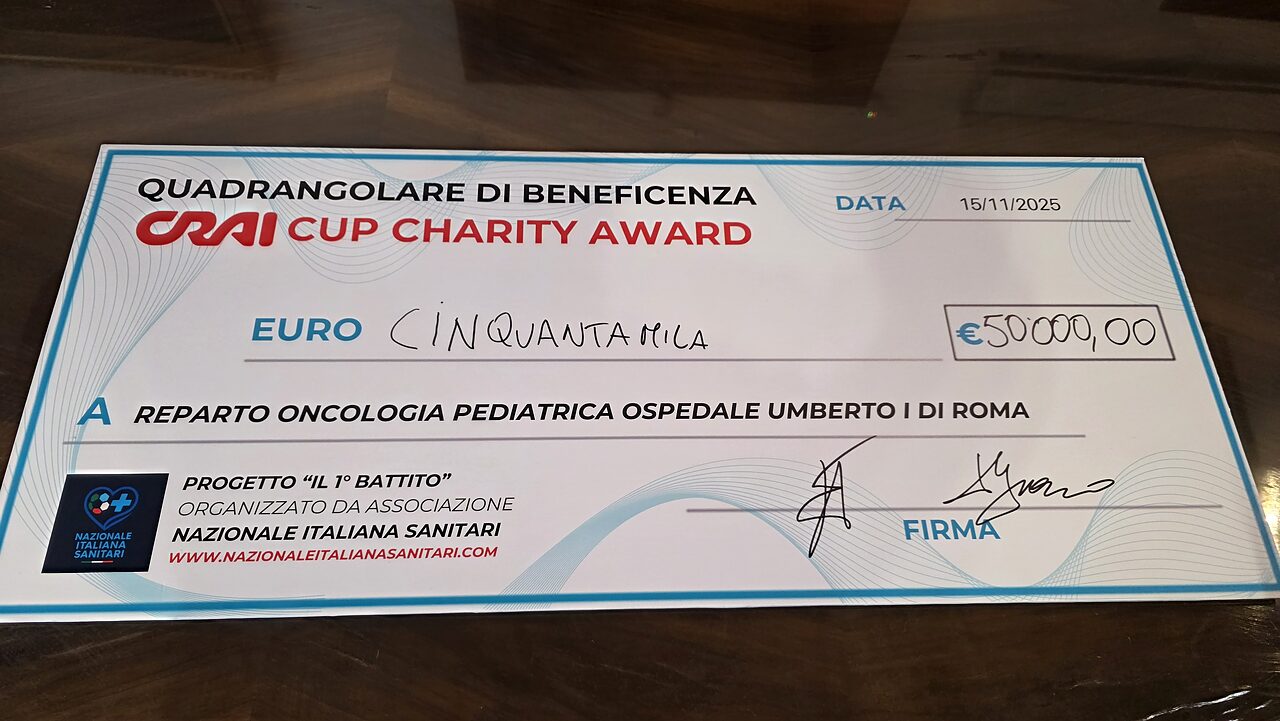 QUADRANGOLARE DI BENEFICENZA
CRAI CUP CHARITY AWARD
DATA 15/11/2025
EURO CINQUANTAMILA
€50.000,00
A REPARTO ONCOLOGIA PEDIATRICA OSPEDALE UMBERTO I DI ROMA
PROGETTO “IL 1° BATTITO”
ORGANIZZATO DA ASSOCIAZIONE
NAZIONALE ITALIANA SANITARI
WWW.NAZIONALEITALIANASANITARI.COM
NAZIONALE
ITALIANA
SANITARI
FIRMA